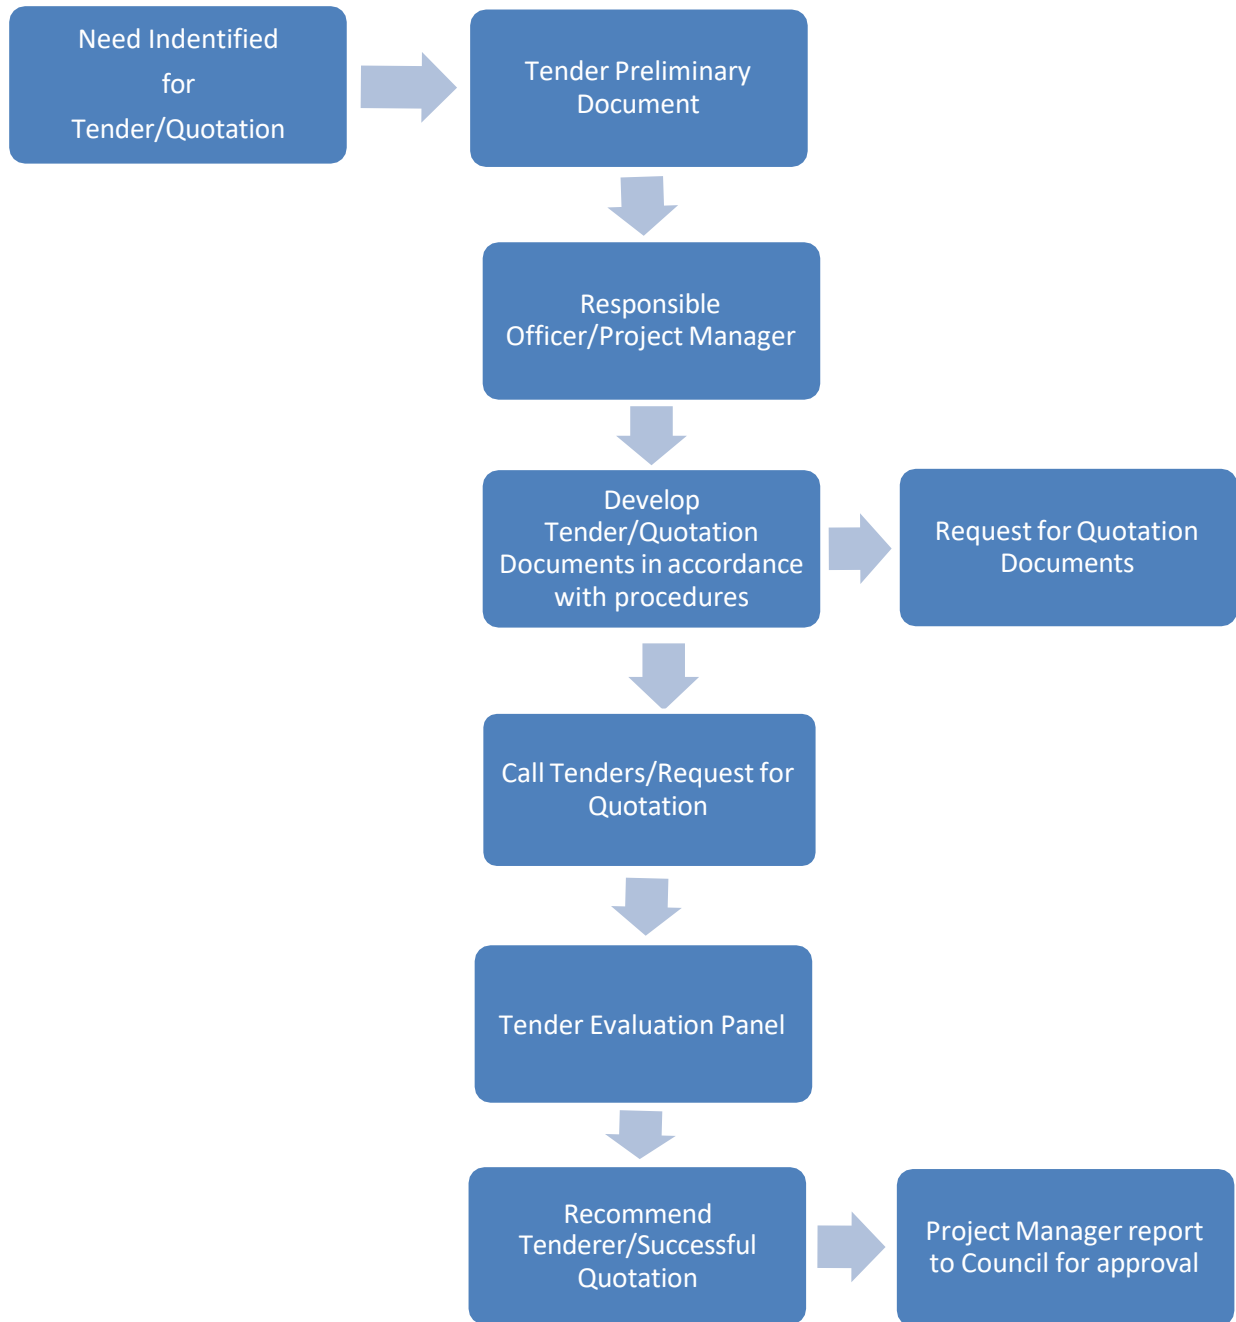 Need Indentified
for
Tender/Quotation
Tender Preliminary
Document
Responsible
Officer/Project Manager
Develop
Tender/Quotation
Documents in accordance
with procedures
Request for Quotation
Documents
Call Tenders/Request for
Quotation
Tender Evaluation Panel
Recommend
Tenderer/Successful
Quotation
Project Manager report
to Council for approval